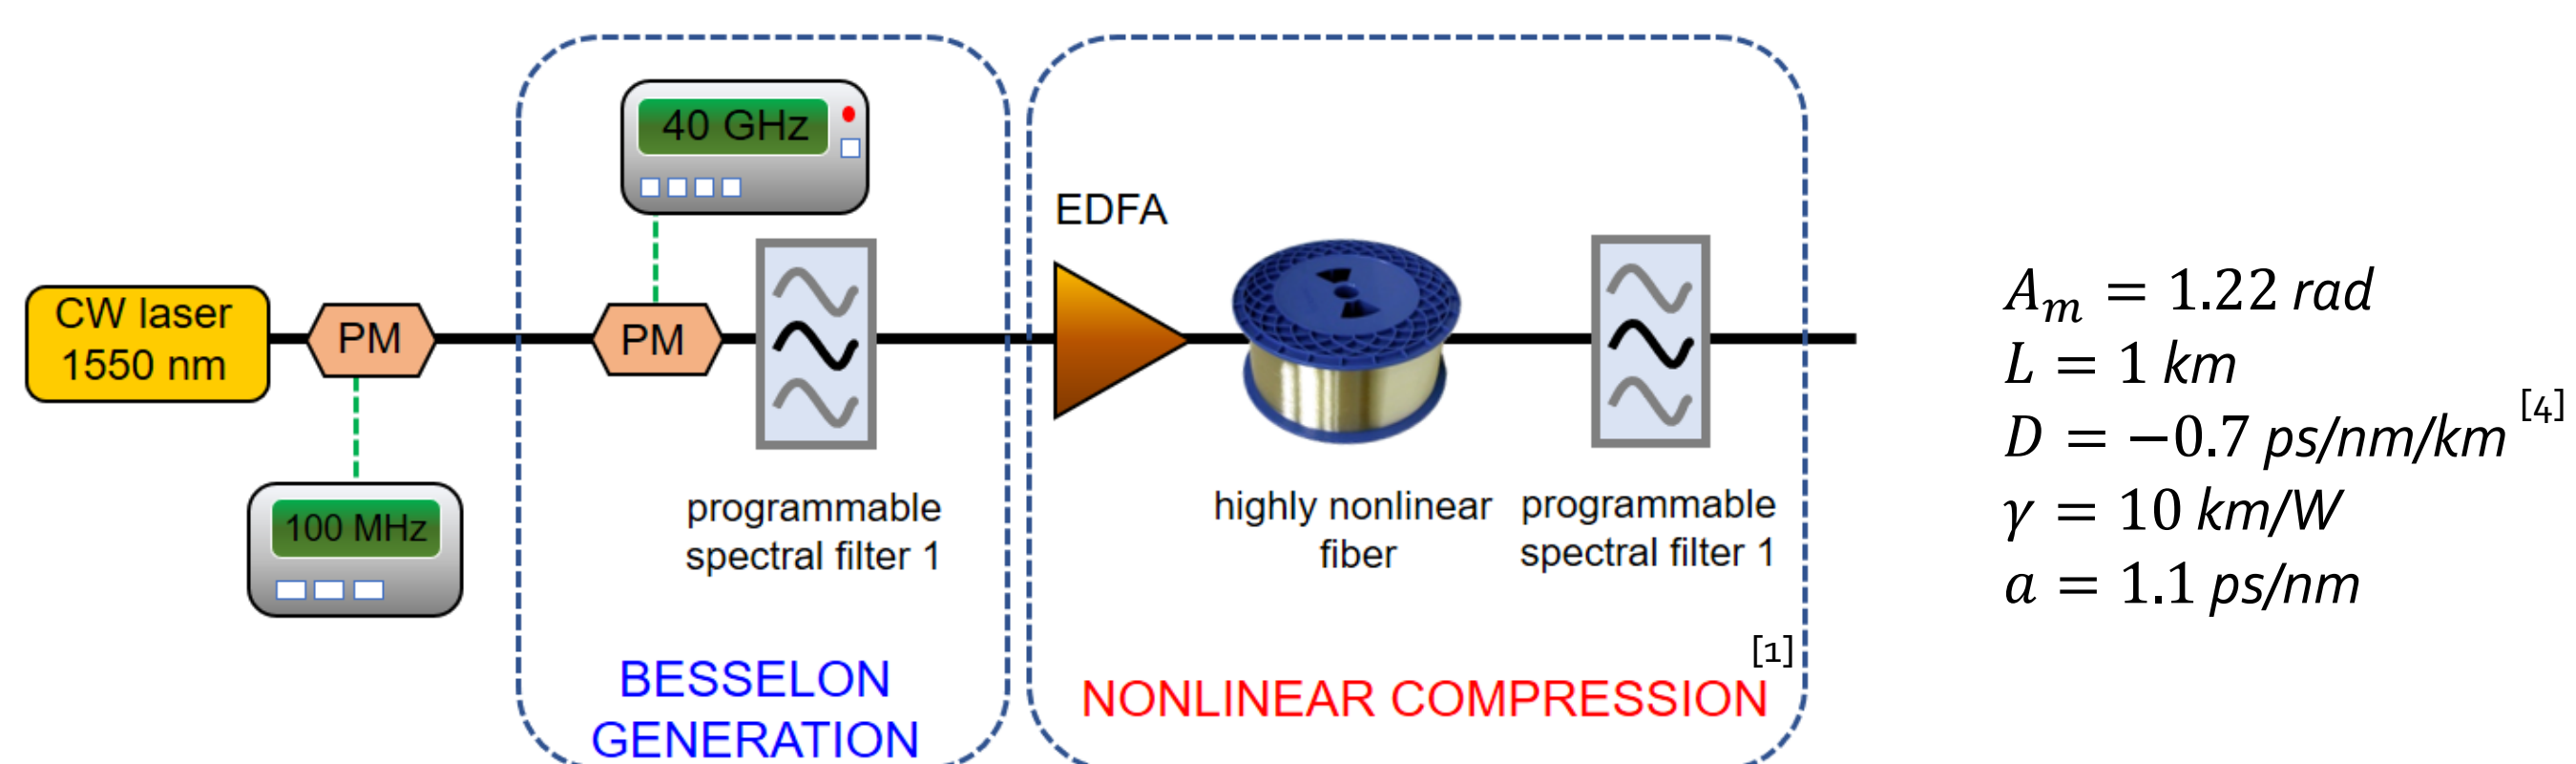 40 GHz
EDFA
CW laser
1550 nm
PM
PM
100 MHz
programmable
spectral filter 1
highly nonlinear
fiber
programmable
spectral filter 1
BESSELON
GENERATION
NONLINEAR COMPRESSION [1]
A_m = 1.22 rad
L = 1 km
D = −0.7 ps/nm/km [4]
γ = 10 km/W
a = 1.1 ps/nm